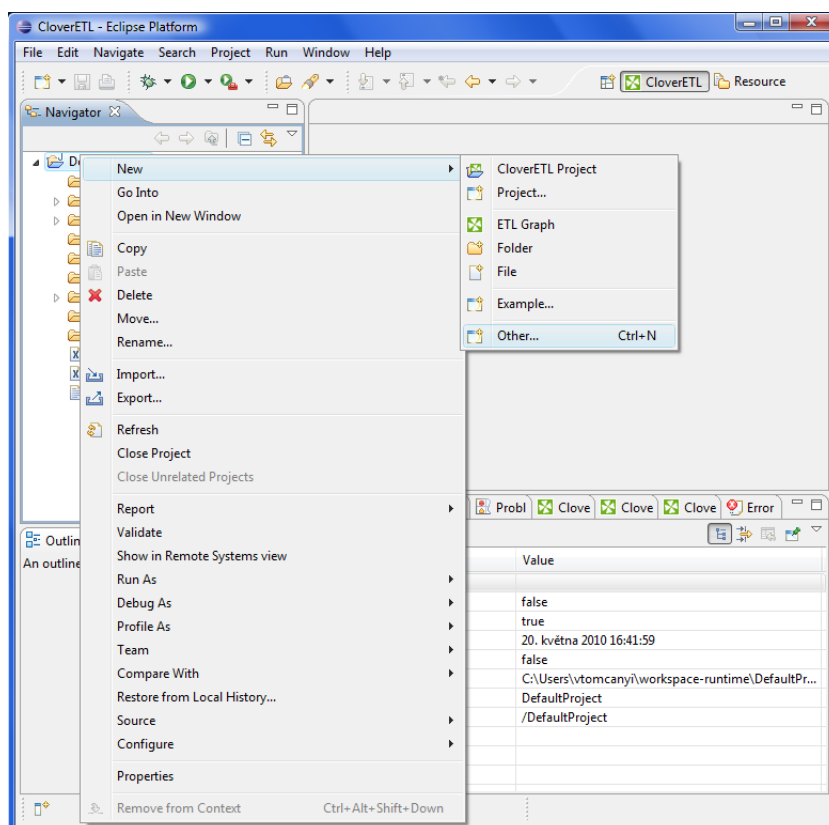 CloverETL - Eclipse Platform
File Edit Navigate Search Project Run Window Help
CloverETL Resource
Navigator
New
Go Into
Open in New Window
Copy
Paste
Delete
Move...
Rename...
Import...
Export...
Refresh
Close Project
Close Unrelated Projects
Report
Validate
Show in Remote Systems view
Run As
Debug As
Profile As
Team
Compare With
Restore from Local History...
Source
Configure
Properties
Remove from Context Ctrl+Alt+Shift+Down
CloverETL Project
Project...
ETL Graph
Folder
File
Example...
Other... Ctrl+N
Probl Clove Clove Clove Error
Outlin
An outline
Value
false
true
20. května 2010 16:41:59
false
C:\Users\vtomcanyi\workspace-runtime\DefaultPr...
DefaultProject
/DefaultProject